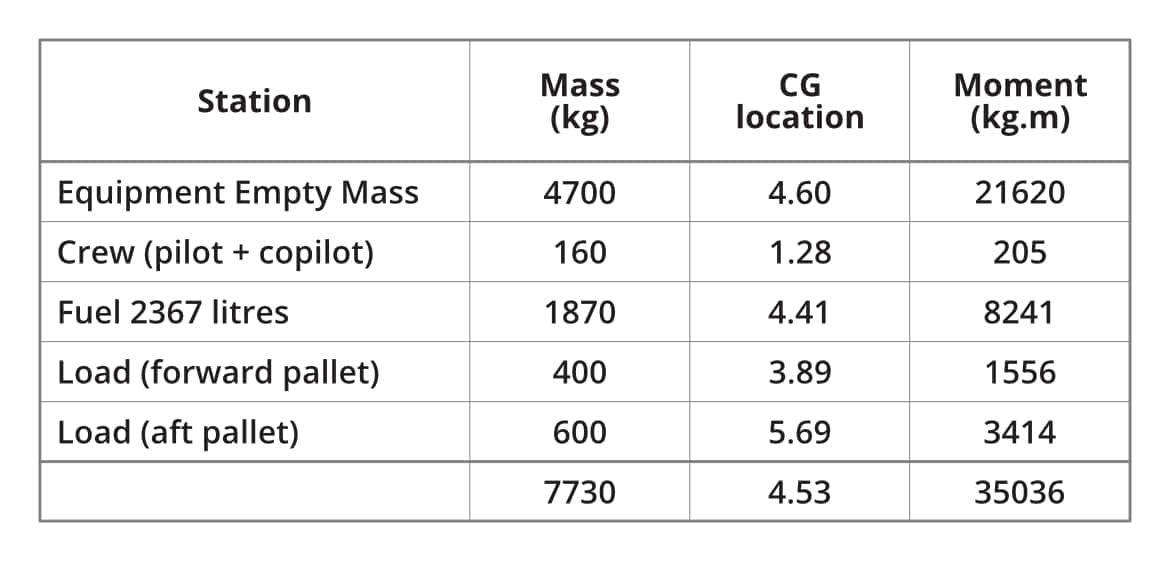 Station Mass (kg) CG location Moment (kg.m)
Equipment Empty Mass 4700 4.60 21620
Crew (pilot + copilot) 160 1.28 205
Fuel 2367 litres 1870 4.41 8241
Load (forward pallet) 400 3.89 1556
Load (aft pallet) 600 5.69 3414
7730 4.53 35036